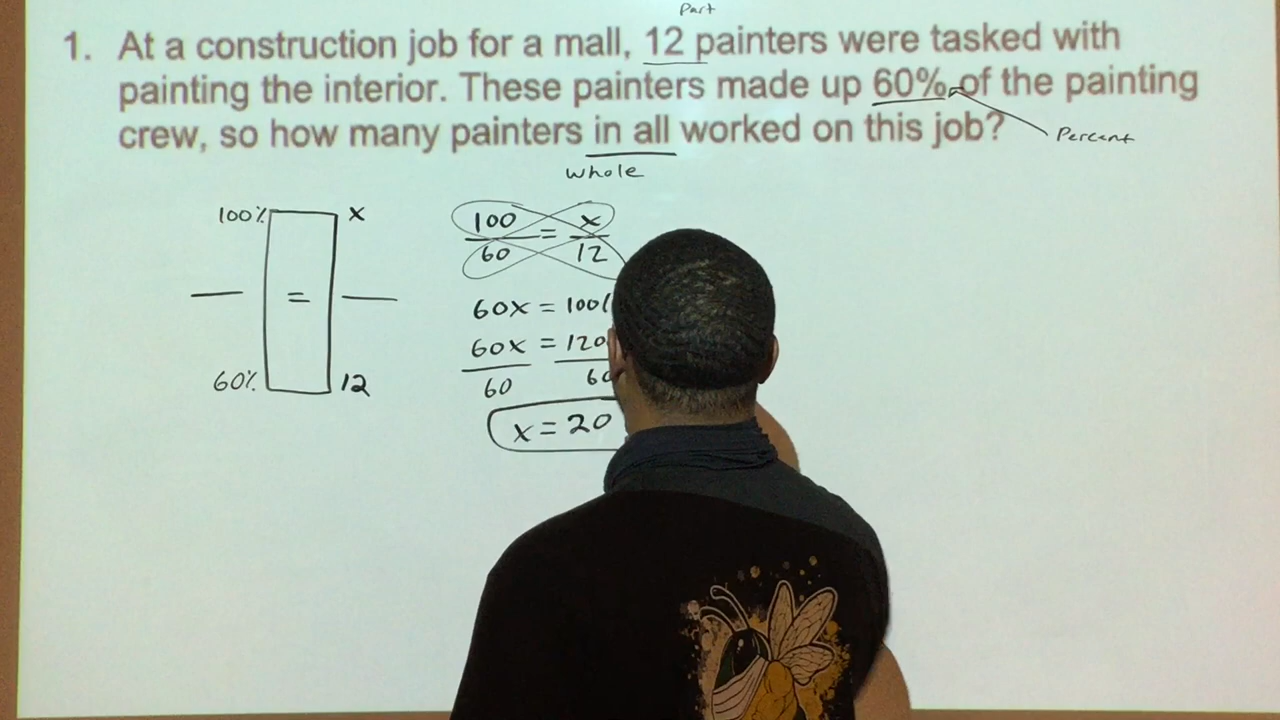 Part
1. At a construction job for a mall, 12 painters were tasked with
painting the interior. These painters made up 60% of the painting
crew, so how many painters in all worked on this job?
Percent
whole
100% x
= 
60% 12
100/60 = x/12
60x = 100(
60x = 120
60 60
x = 20